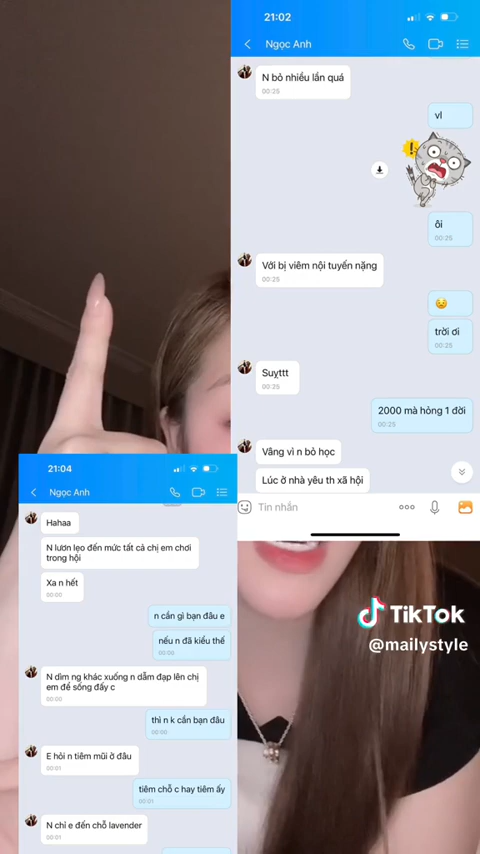 21:02
Ngọc Anh
N bỏ nhiều lần quá
00:25
vl
ôi
00:25
Với bị viêm nội tuyến nặng
00:25
trời ơi
00:25
Suỵttt
00:25
2000 mà hỏng 1 đời
00:25
Vâng vì n bỏ học
Lúc ở nhà yêu th xã hội
Tin nhắn
21:04
Ngọc Anh
Hahaa
N lươn lẹo đến mức tất cả chị em chơi
trong hội
Xa n hết
00:00
n cần gì bạn đâu e
nếu n đã kiểu thế
00:00
N dìm ng khác xuống n dẫm đạp lên chị
em để sống đấy c
00:00
thì n k cần bạn đâu
00:00
E hỏi n tiêm mũi ở đâu
00:01
tiêm chỗ c hay tiêm ấy
00:01
N chỉ e đến chỗ lavender
00:01
TikTok
@mailystyle